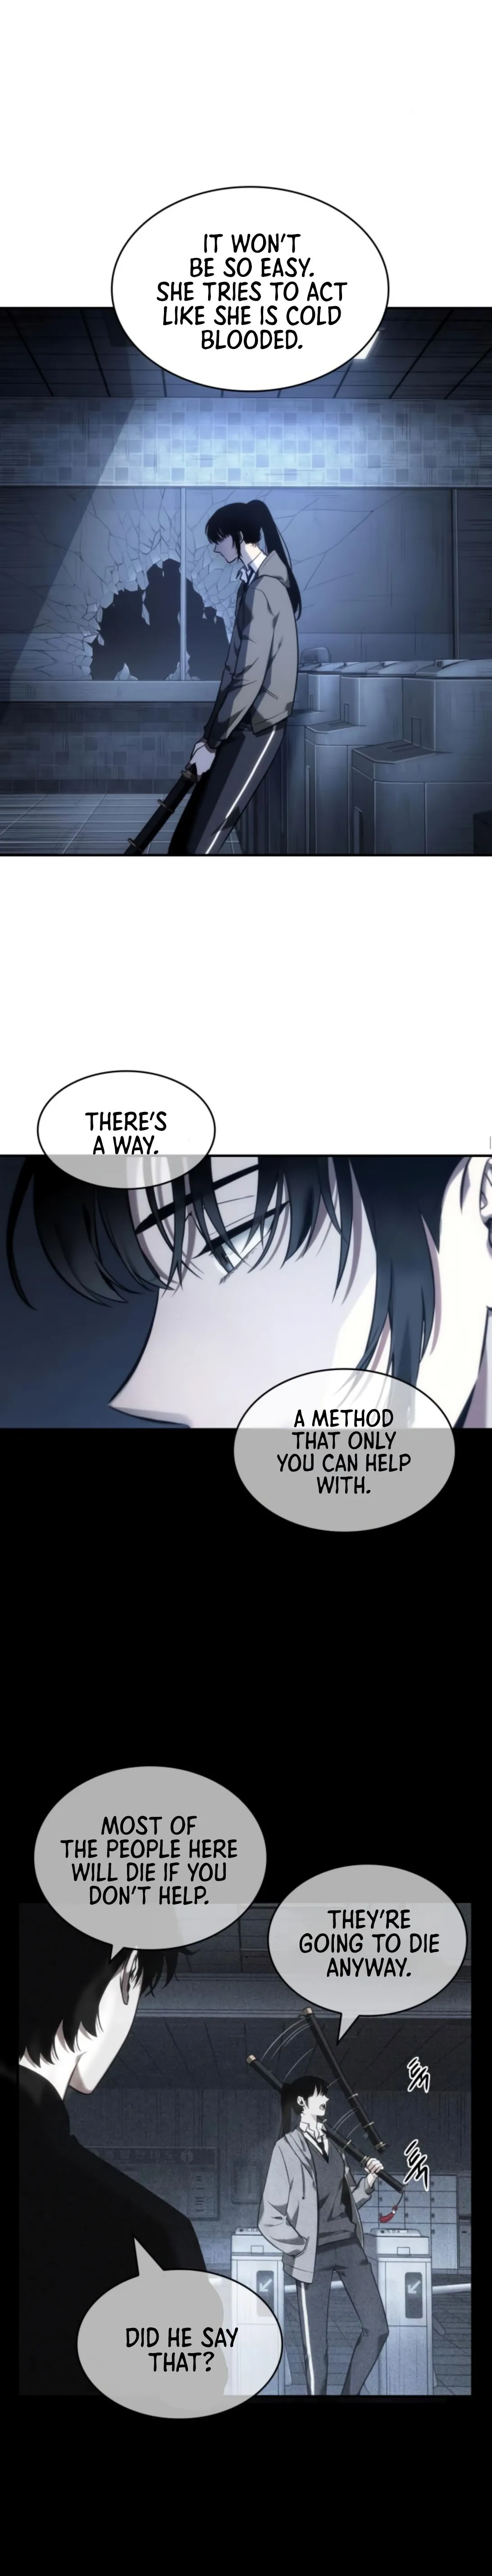 IT WON'T
BE SO EASY.
SHE TRIES TO ACT
LIKE SHE IS COLD
BLOODED.
THERE'S
A WAY.
A METHOD
THAT ONLY
YOU CAN HELP
WITH.
MOST OF
THE PEOPLE HERE
WILL DIE IF YOU
DON'T HELP.
THEY'RE
GOING TO DIE
ANYWAY.
툭
툭
DID HE SAY
THAT?